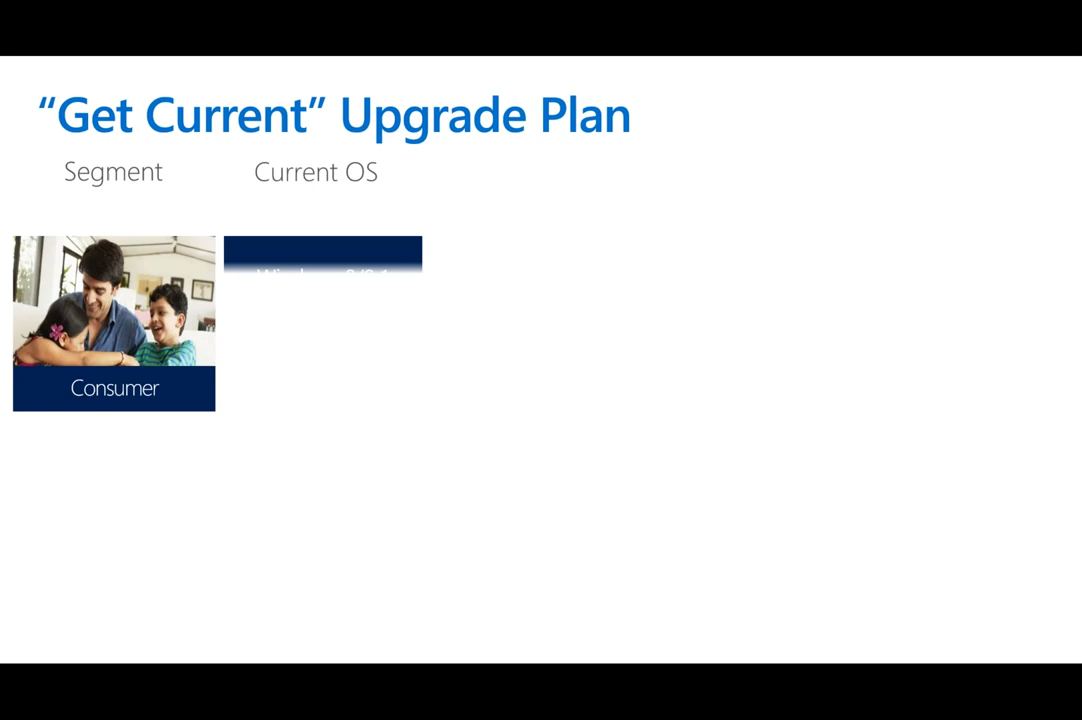 “Get Current” Upgrade Plan
Segment
Current OS
Consumer